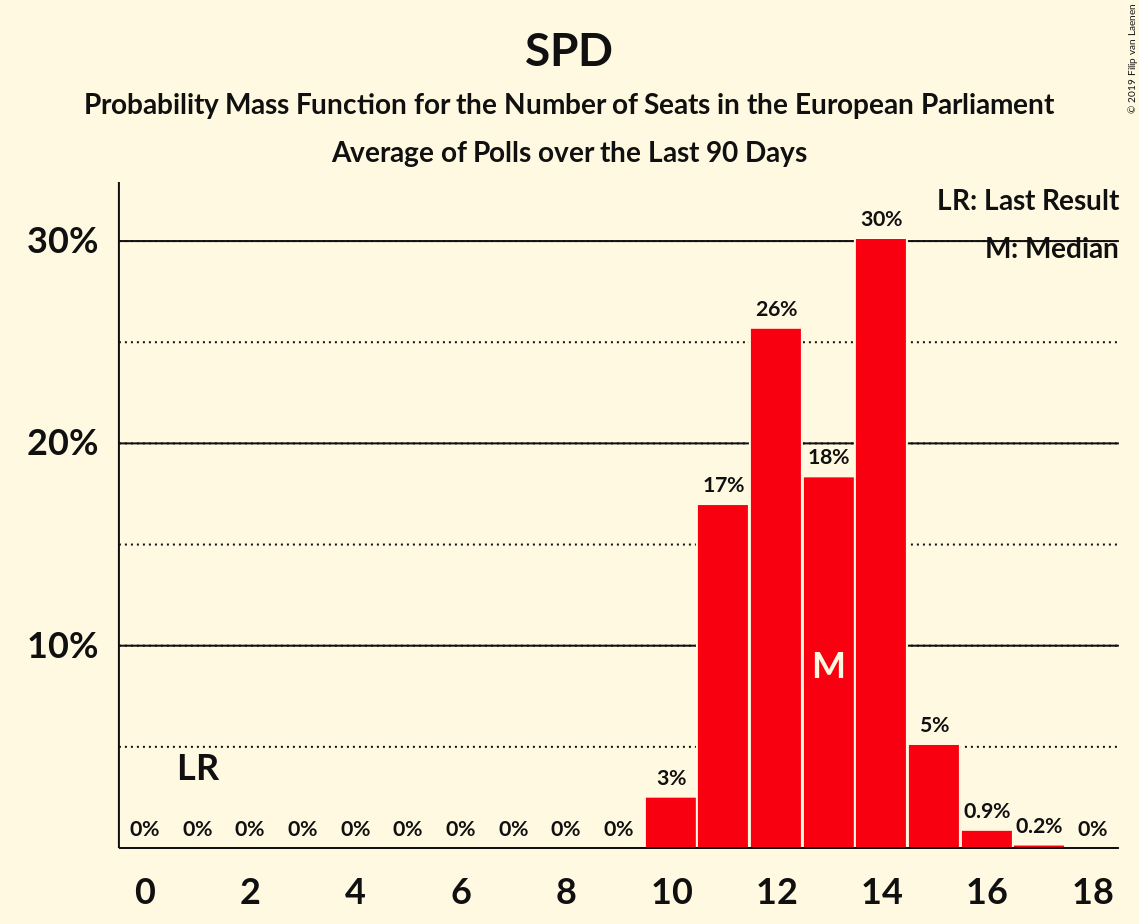 SPD
Probability Mass Function for the Number of Seats in the European Parliament
Average of Polls over the Last 90 Days
© 2019 Filip van Laenen
LR: Last Result
M: Median
30%
20%
10%
30%
26%
18%
17%
M
LR
5%
3%
0.9%
0.2%
0% 0% 0% 0% 0% 0% 0% 0% 0% 0% 0%
0 2 4 6 8 10 12 14 16 18